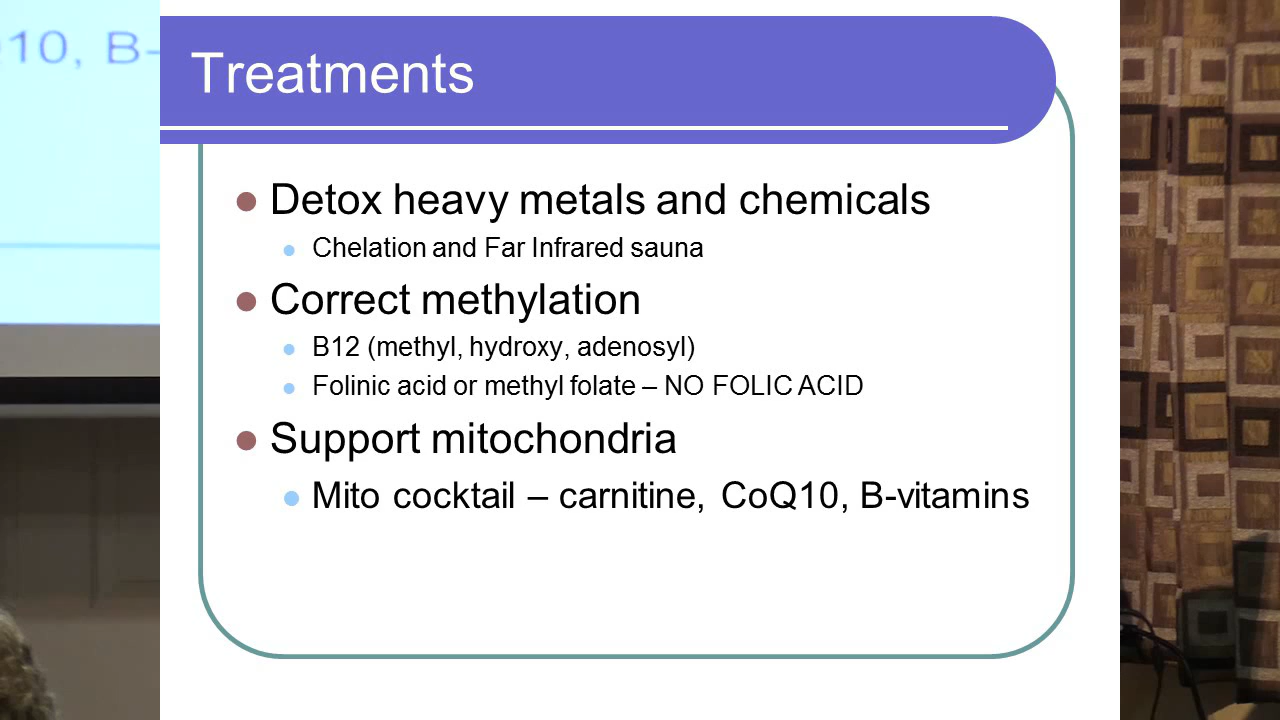 Q10, B-
Treatments
Detox heavy metals and chemicals
Chelation and Far Infrared sauna
Correct methylation
B12 (methyl, hydroxy, adenosyl)
Folinic acid or methyl folate – NO FOLIC ACID
Support mitochondria
Mito cocktail – carnitine, CoQ10, B-vitamins